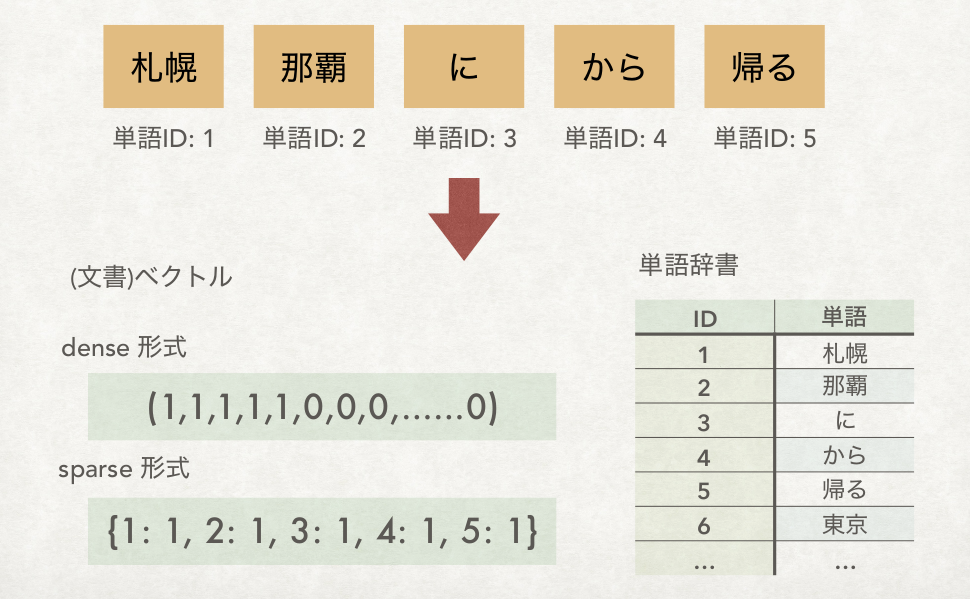 札幌 那覇 に から 帰る
単語ID: 1 単語ID: 2 単語ID: 3 単語ID: 4 単語ID: 5
(文書)ベクトル
dense 形式
(1,1,1,1,1,0,0,0,......0)
sparse 形式
{1: 1, 2: 1, 3: 1, 4: 1, 5: 1}
単語辞書
ID 単語
1 札幌
2 那覇
3 に
4 から
5 帰る
6 東京
... ...